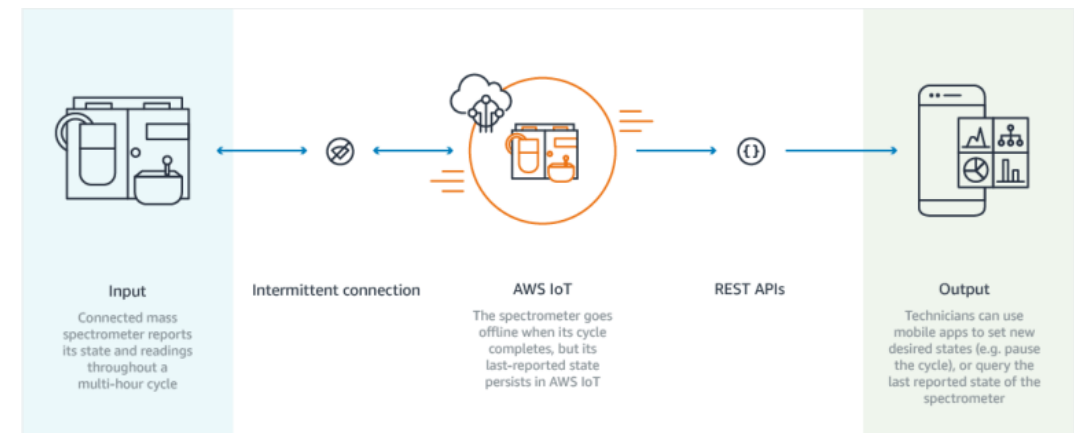 Input
Connected mass
spectrometer reports
its state and readings
throughout a
multi-hour cycle
Intermittent connection
AWS IoT
The spectrometer goes
offline when its cycle
completes, but its
last-reported state
persists in AWS IoT
{}
REST APIs
Output
Technicians can use
mobile apps to set new
desired states (e.g. pause
the cycle), or query the
last reported state of the
spectrometer